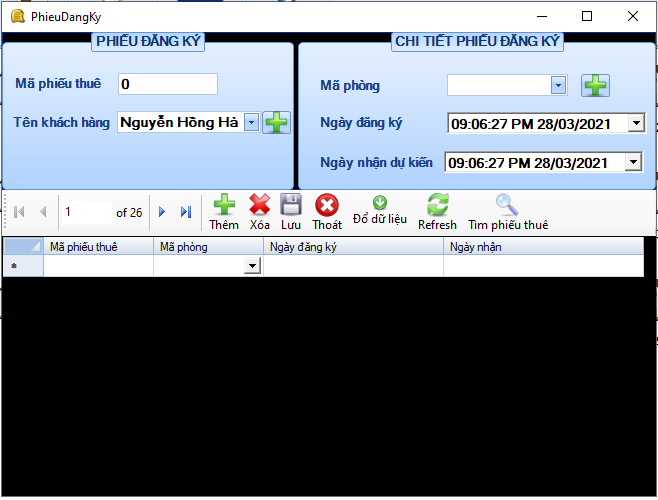 PhieuDangKy
PHIẾU ĐĂNG KÝ
Mã phiếu thuê 0
Tên khách hàng Nguyễn Hồng Hà
CHI TIẾT PHIẾU ĐĂNG KÝ
Mã phòng
Ngày đăng ký 09:06:27 PM 28/03/2021
Ngày nhận dự kiến 09:06:27 PM 28/03/2021
1 of 26 Thêm Xóa Lưu Thoát Đổ dữ liệu Refresh Tìm phiếu thuê
Mã phiếu thuê Mã phòng Ngày đăng ký Ngày nhận